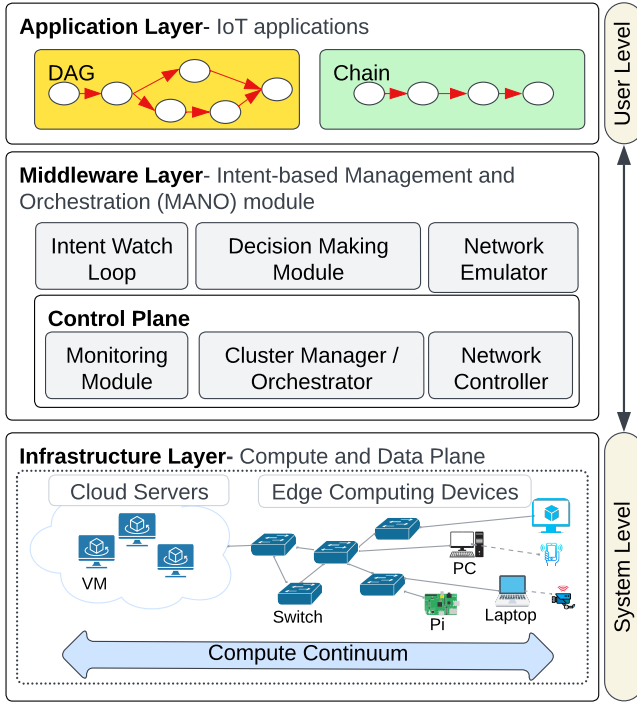 Application Layer- IoT applications
DAG
Chain
User Level
Middleware Layer- Intent-based Management and
Orchestration (MANO) module
Intent Watch
Loop
Decision Making
Module
Network
Emulator
Control Plane
Monitoring
Module
Cluster Manager /
Orchestrator
Network
Controller
Infrastructure Layer- Compute and Data Plane
Cloud Servers
Edge Computing Devices
VM
Switch
PC
Pi
Laptop
Compute Continuum
System Level